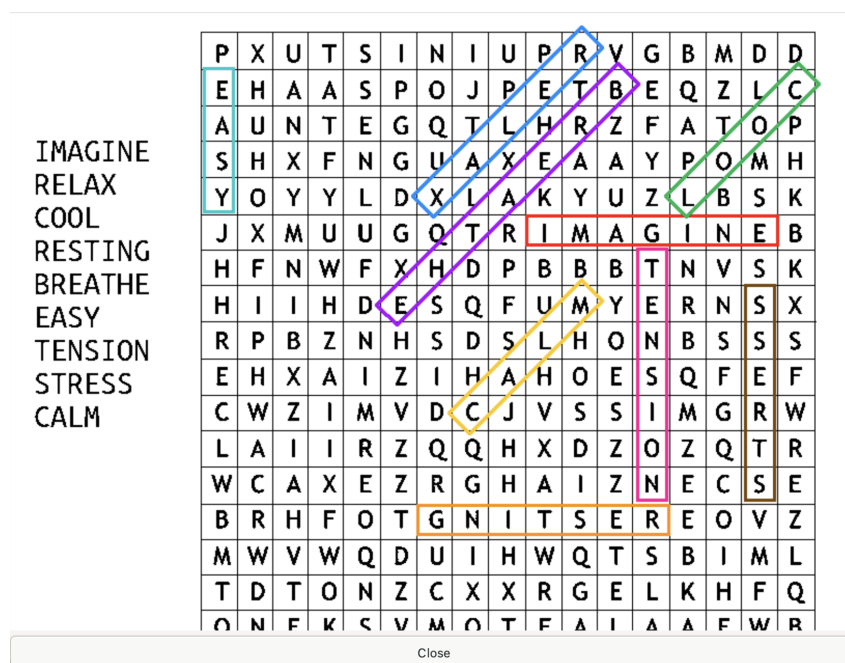 IMAGINE
RELAX
COOL
RESTING
BREATHE
EASY
TENSION
STRESS
CALM
P X U T S I N I U P R V G B M D D
E H A A S P O J P E T B E Q Z L C
A U N T E G Q T L H R Z F A T O P
S H X F N G U A X E A A Y P O M H
Y O Y Y L D X L A K Y U Z L B S K
J X M U U G Q T R I M A G I N E B
H F N W F X H D P B B B T N V S K
H I I H D E S Q F U M Y E R N S X
R P B Z N H S D S L H O N B S S S
E H X A I Z I H A H O E S Q F E F
C W Z I M V D C J V S S I M G R W
L A I I R Z Q Q H X D Z O Z Q T R
W C A X E Z R G H A I Z N E C S E
B R H F O T G N I T S E R E O V Z
M W V W Q D U I H W Q T S B I M L
T D T O N Z C X X R G E L K H F Q
Close